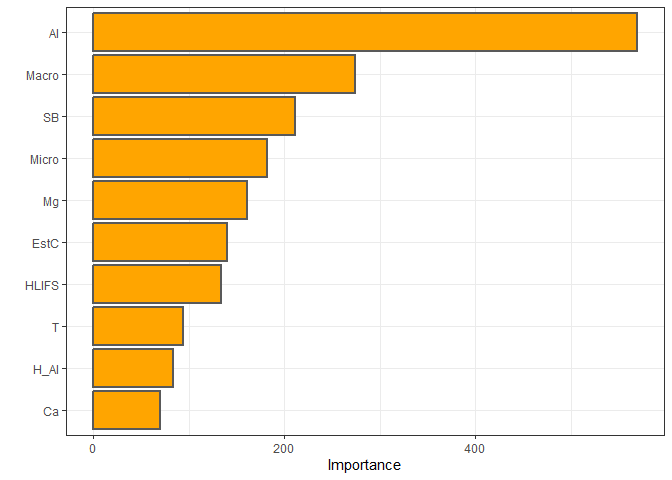 Al
Macro
SB
Micro
Mg
EstC
HLIFS
T
H_Al
Ca
0 200 400
Importance